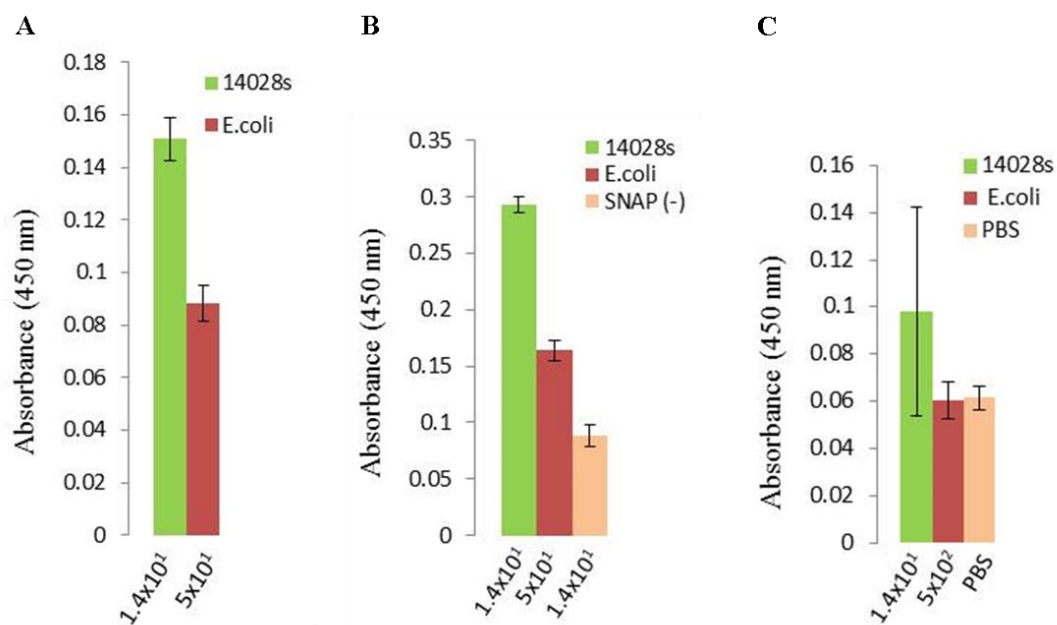 A
Absorbance (450 nm)
0.18
0.16
0.14
0.12
0.1
0.08
0.06
0.04
0.02
0
14028s
E.coli
1.4x10¹
5x10¹
B
Absorbance (450 nm)
0.35
0.3
0.25
0.2
0.15
0.1
0.05
0
14028s
E.coli
SNAP (-)
1.4x10¹
5x10¹
1.4x10¹
C
Absorbance (450 nm)
0.16
0.14
0.12
0.1
0.08
0.06
0.04
0.02
0
14028s
E.coli
PBS
1.4x10¹
5x10²
PBS